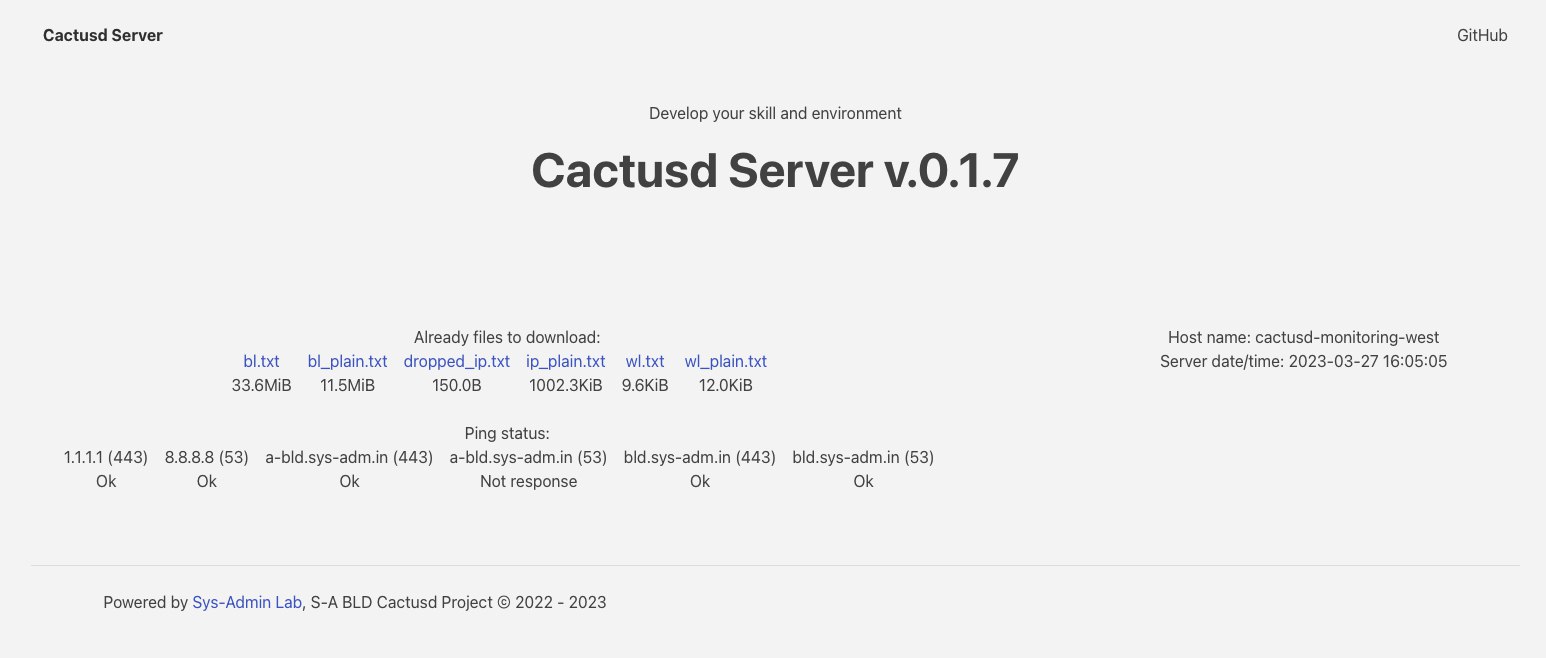 Cactusd Server GitHub
Develop your skill and environment
Cactusd Server v.0.1.7
Already files to download:
bl.txt bl_plain.txt dropped_ip.txt ip_plain.txt wl.txt wl_plain.txt
33.6MiB 11.5MiB 150.0B 1002.3KiB 9.6KiB 12.0KiB
Host name: cactusd-monitoring-west
Server date/time: 2023-03-27 16:05:05
Ping status:
1.1.1.1 (443) 8.8.8.8 (53) a-bld.sys-adm.in (443) a-bld.sys-adm.in (53) bld.sys-adm.in (443) bld.sys-adm.in (53)
Ok Ok Ok Not response Ok Ok
Powered by Sys-Admin Lab, S-A BLD Cactusd Project © 2022 - 2023